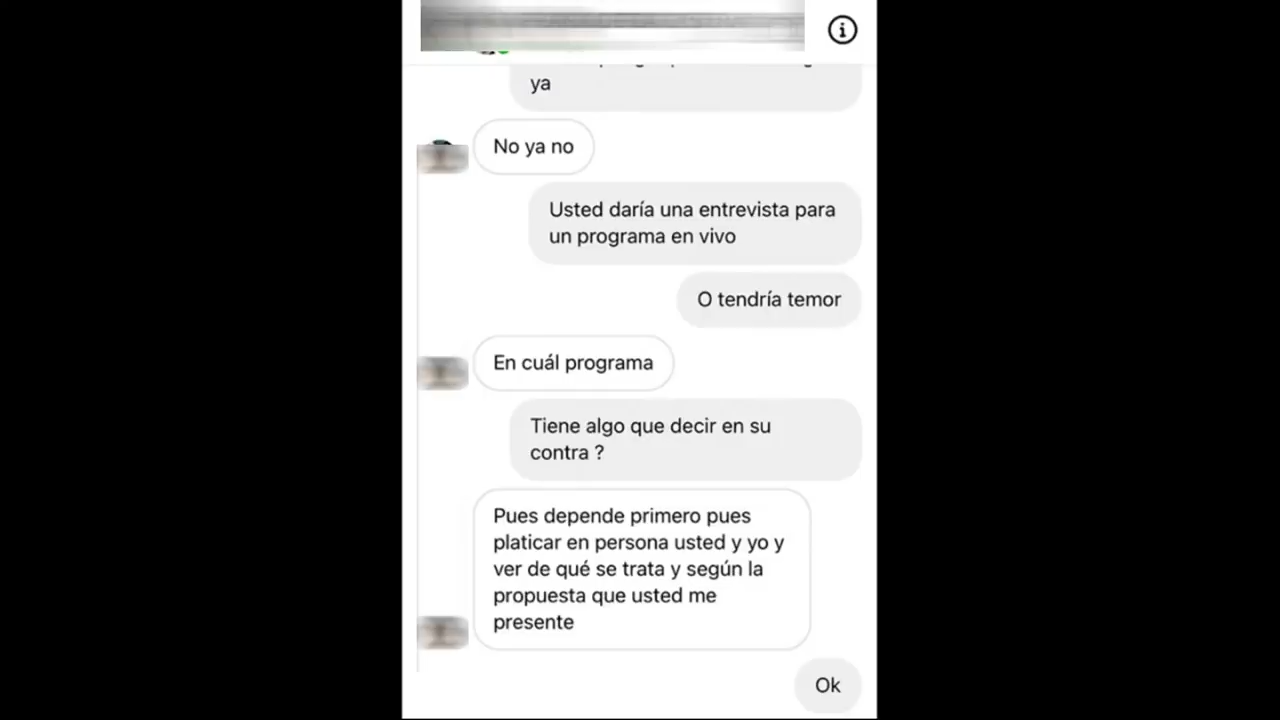 ya
No ya no
Usted daría una entrevista para
un programa en vivo
O tendría temor
En cuál programa
Tiene algo que decir en su
contra ?
Pues depende primero pues
platicar en persona usted y yo y
ver de qué se trata y según la
propuesta que usted me
presente
Ok